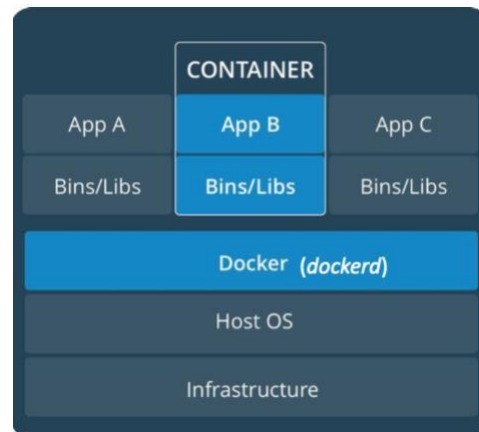 CONTAINER
App A App B App C
Bins/Libs Bins/Libs Bins/Libs
Docker (dockerd)
Host OS
Infrastructure